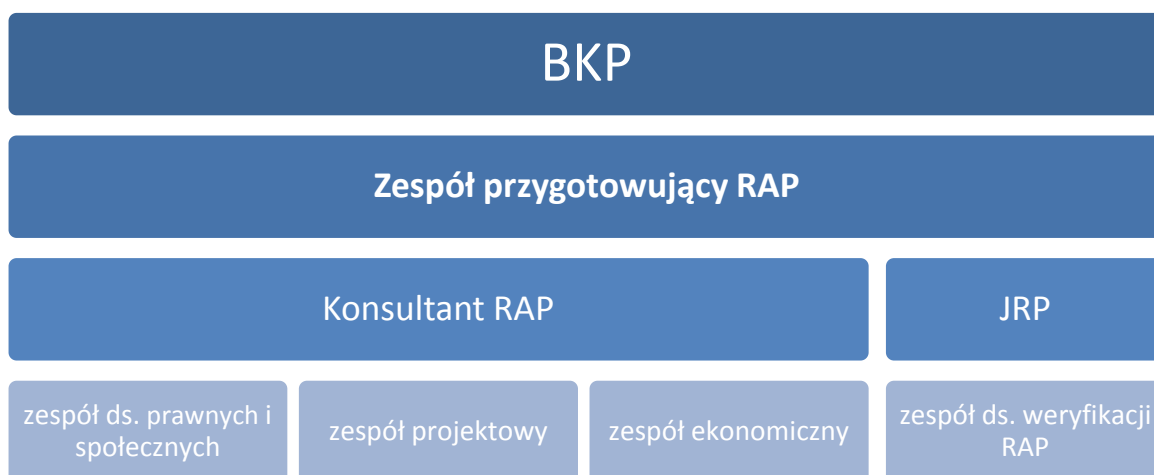 BKP
Zespół przygotowujący RAP
Konsultant RAP
JRP
zespół ds. prawnych i
społecznych
zespół projektowy
zespół ekonomiczny
zespół ds. weryfikacji
RAP